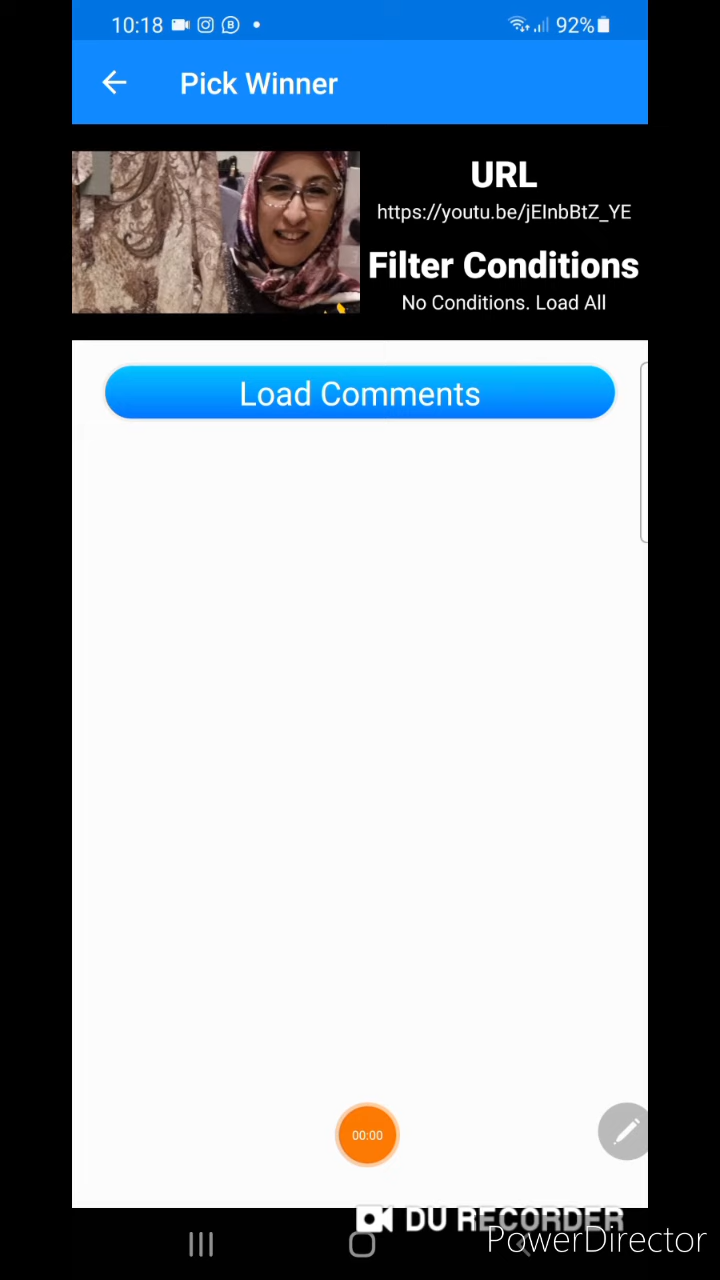 10:18 92%
Pick Winner
URL
https://youtu.be/jEInbBtZ_YE
Filter Conditions
No Conditions. Load All
Load Comments
00:00
DU RECORDER
PowerDirector